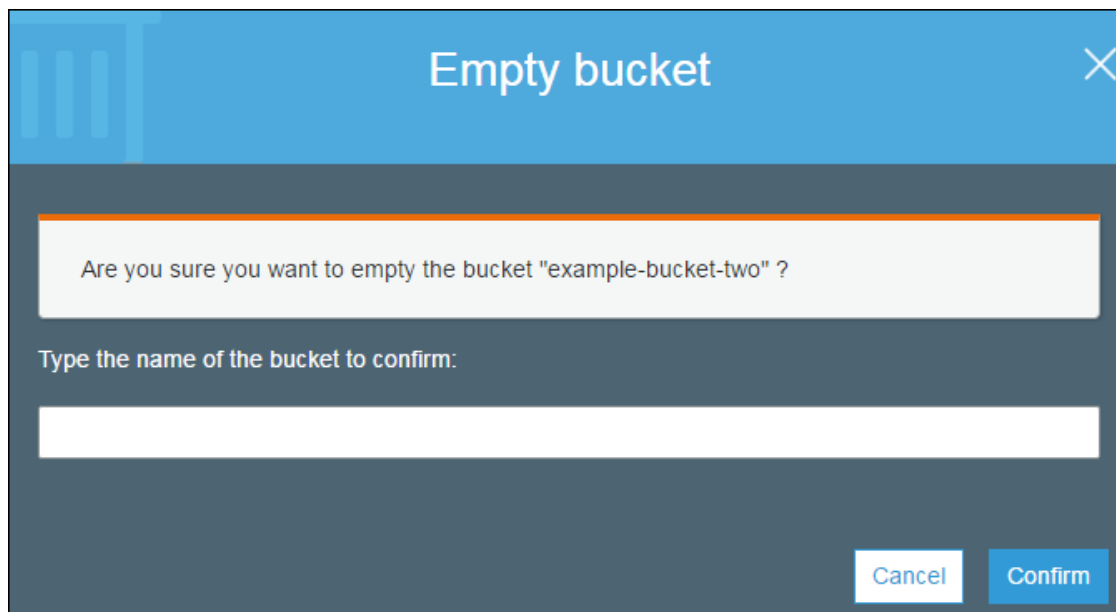 Empty bucket
Are you sure you want to empty the bucket "example-bucket-two" ?
Type the name of the bucket to confirm:
Cancel
Confirm